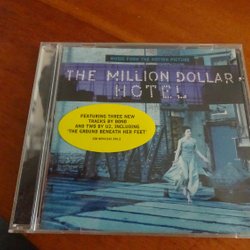 MUSIC FROM THE MOTION PICTURE
THE MILLION DOLLAR
HOTEL
FEATURING THREE NEW
TRACKS BY BONO
AND TWO BY U2, INCLUDING
'THE GROUND BENEATH HER FEET'